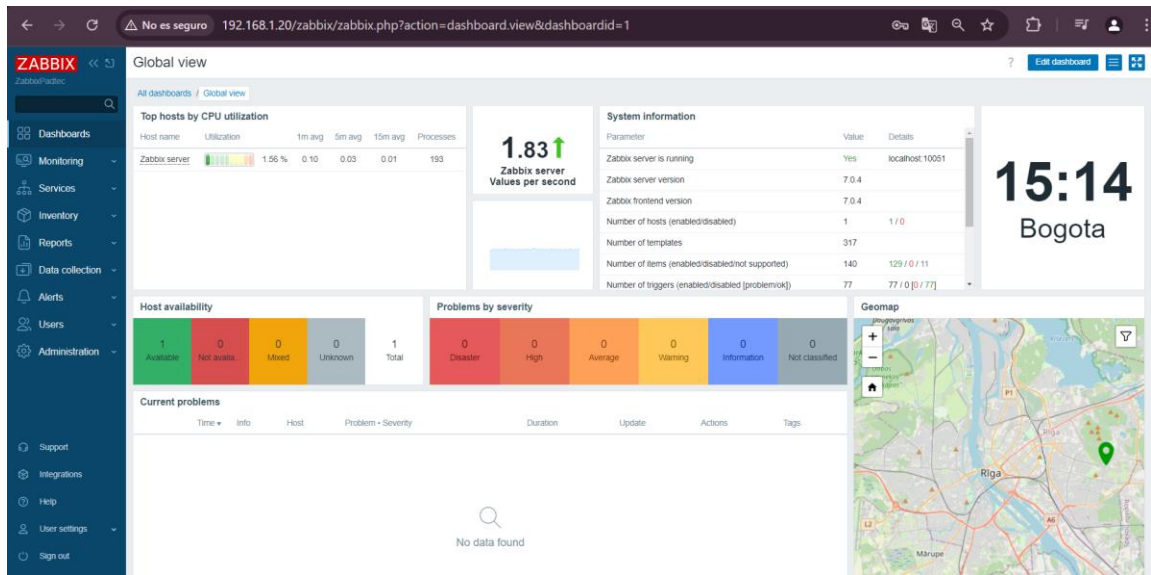 No es seguro 192.168.1.20/zabbix/zabbix.php?action=dashboard.view&dashboardid=1
ZABBIX
ZabbixPadtec
Global view
? Edit dashboard
All dashboards / Global view
Dashboards
Monitoring
Services
Inventory
Reports
Data collection
Alerts
Users
Administration
Support
Integrations
Help
User settings
Sign out
Top hosts by CPU utilization
Host name Utilization 1m avg 5m avg 15m avg Processes
Zabbix server 1.56 % 0.10 0.03 0.01 193
1.83
Zabbix server
Values per second
System information
Parameter Value Details
Zabbix server is running Yes localhost:10051
Zabbix server version 7.0.4
Zabbix frontend version 7.0.4
Number of hosts (enabled/disabled) 1 1 / 0
Number of templates 317
Number of items (enabled/disabled/not supported) 140 129 / 0 / 11
Number of triggers (enabled/disabled [problem/ok]) 77 77 / 0 [0 / 77]
15:14
Bogota
Host availability
1 0 0 0 1
Available Not availa... Mixed Unknown Total
Problems by severity
0 0 0 0 0 0
Disaster High Average Warning Information Not classified
Current problems
Time Info Host Problem • Severity Duration Update Actions Tags
No data found
Geomap
+
−
P1
Rīga
A6
L2
Mārupe